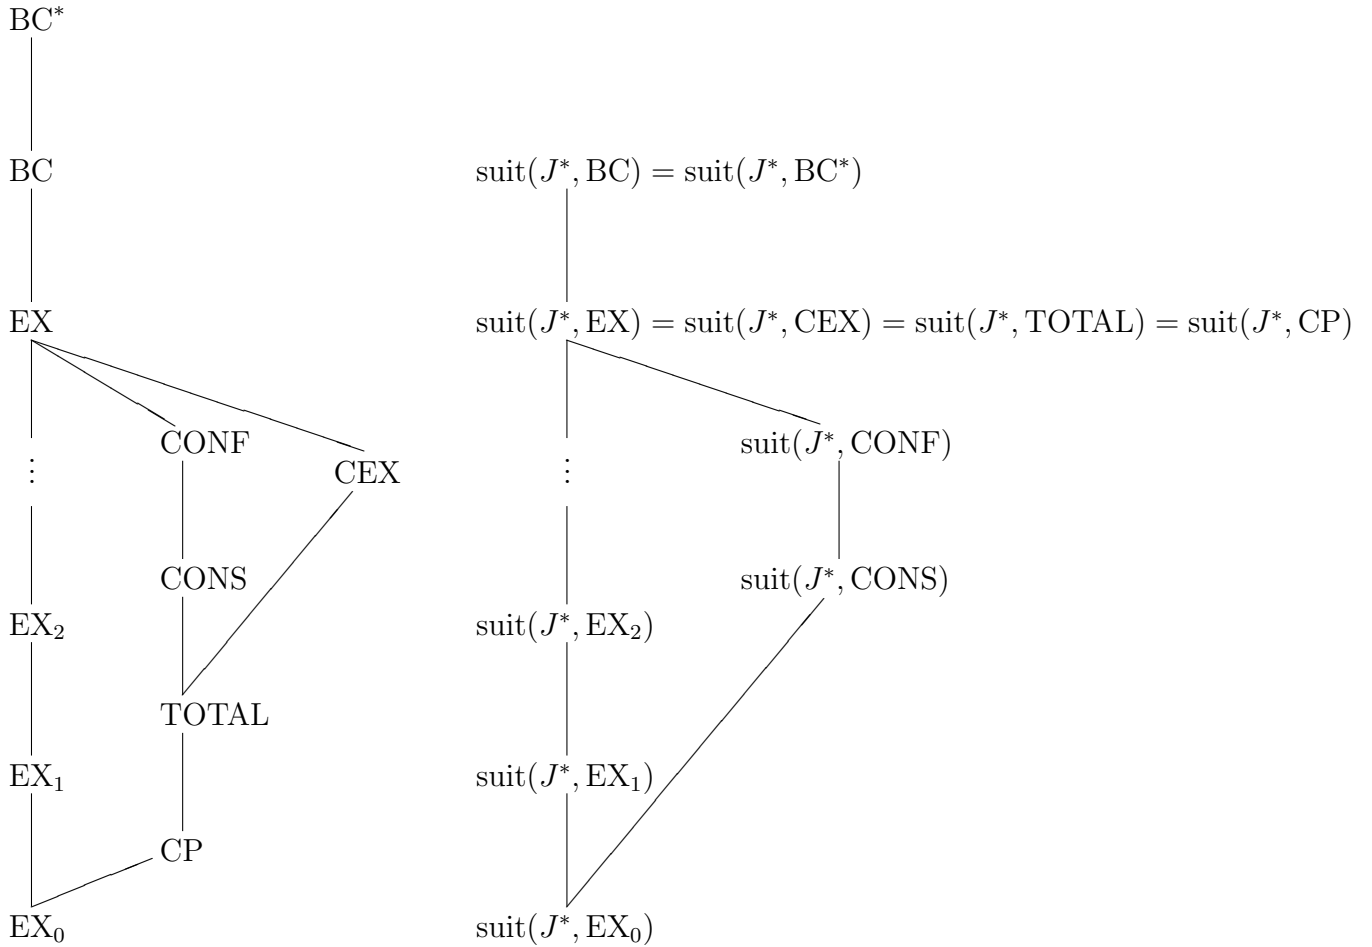 BC*
BC
suit(J*, BC) = suit(J*, BC*)
EX
suit(J*, EX) = suit(J*, CEX) = suit(J*, TOTAL) = suit(J*, CP)
CONF
suit(J*, CONF)
⋮
CEX
⋮
CONS
suit(J*, CONS)
EX₂
suit(J*, EX₂)
TOTAL
EX₁
suit(J*, EX₁)
CP
EX₀
suit(J*, EX₀)